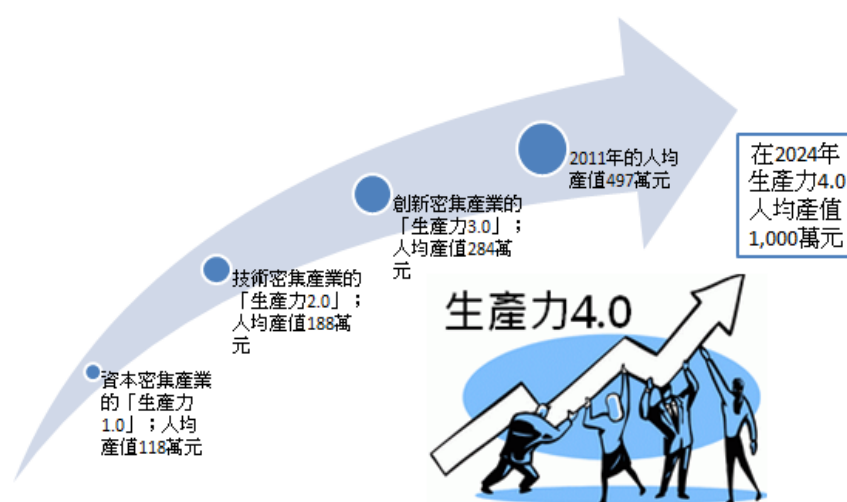 資本密集產業
的「生產力
1.0」；人均
產值118萬元
技術密集產業的
「生產力2.0」；
人均產值188萬
元
創新密集產業的
「生產力3.0」；
人均產值284萬
元
2011年的人均
產值497萬元
在2024年
生產力4.0
人均產值
1,000萬元
生產力4.0